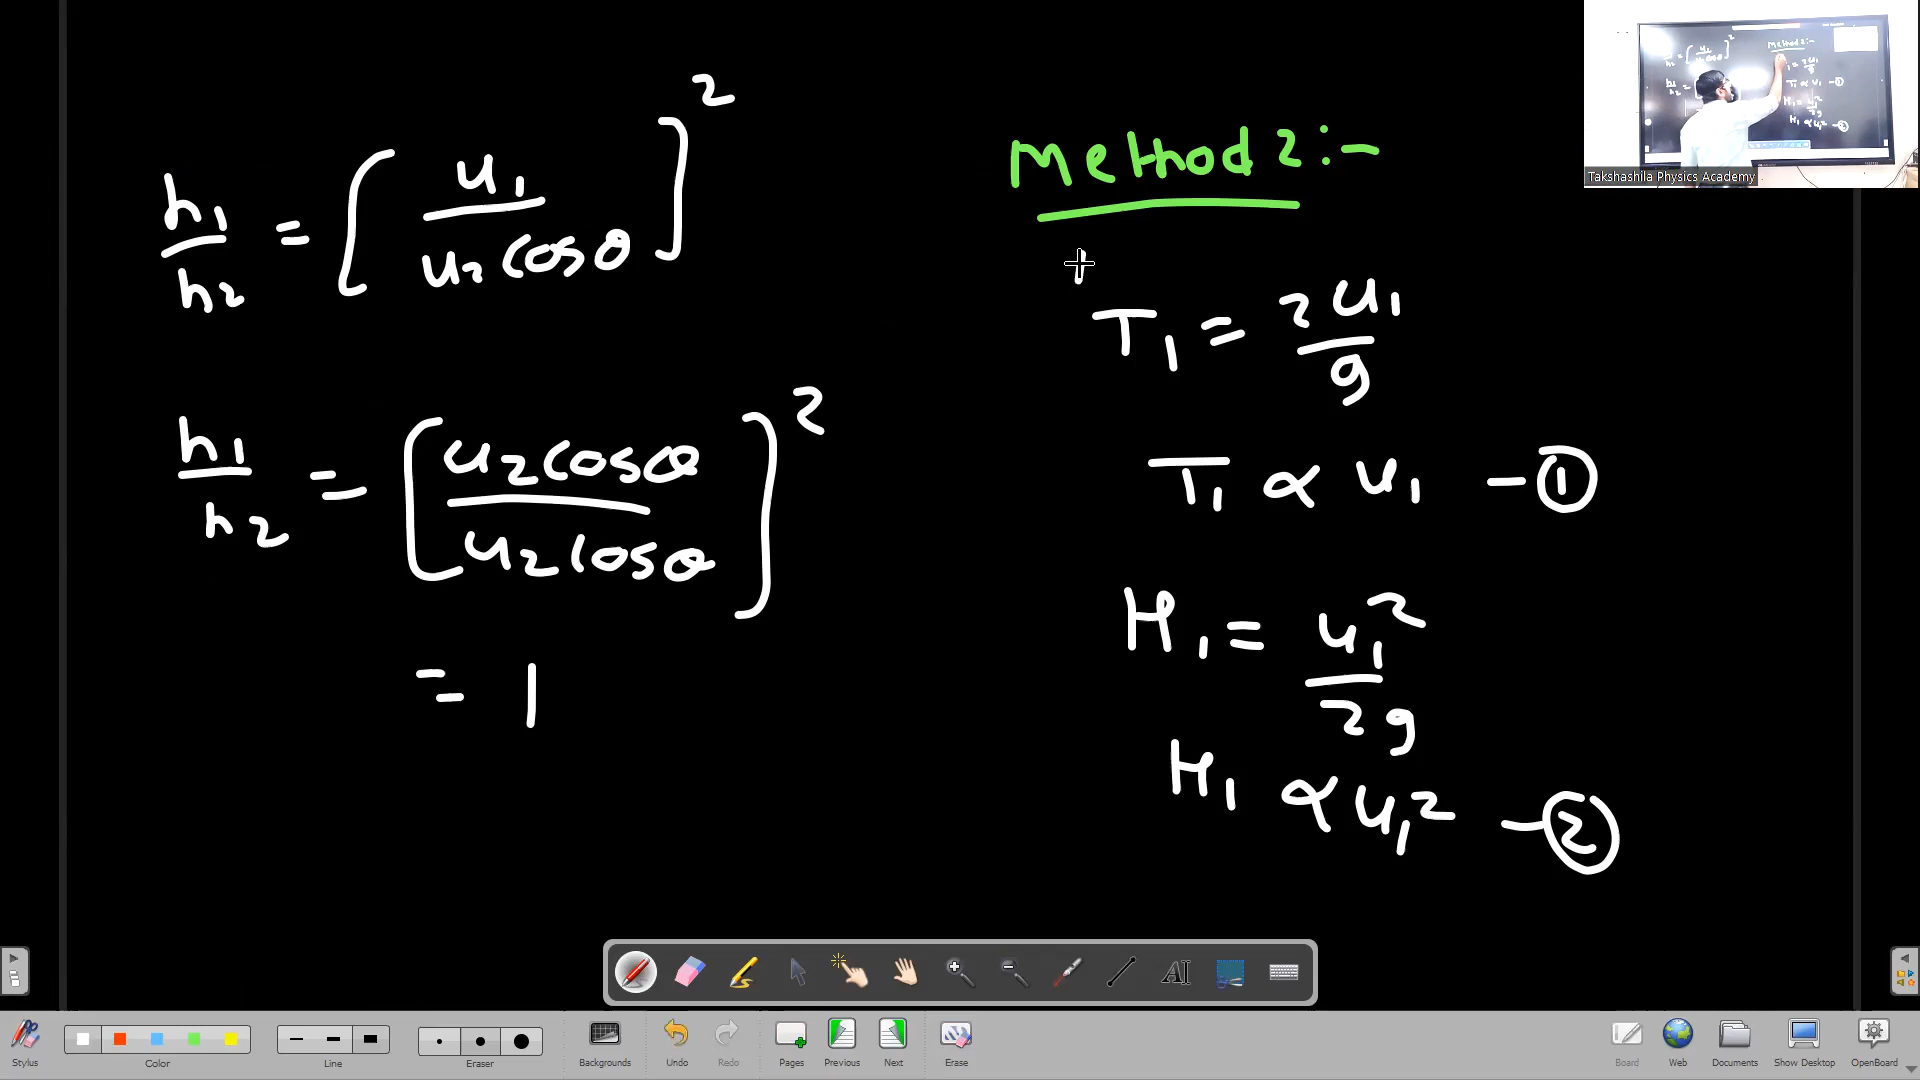 h1/h2 = [u1/u2 cosθ]^2
h1/h2 = [u2 cosθ/u2 cosθ]^2
= 1
Method 2:-
T1 = 2u1/g
T1 ∝ u1 - ①
H1 = u1^2/2g
H1 ∝ u1^2 - ②
Takshashila Physics Academy
AI
Stylus
Color
Line
Eraser
Backgrounds
Undo
Redo
Pages
Previous
Next
Erase
Board
Web
Documents
Show Desktop
OpenBoard